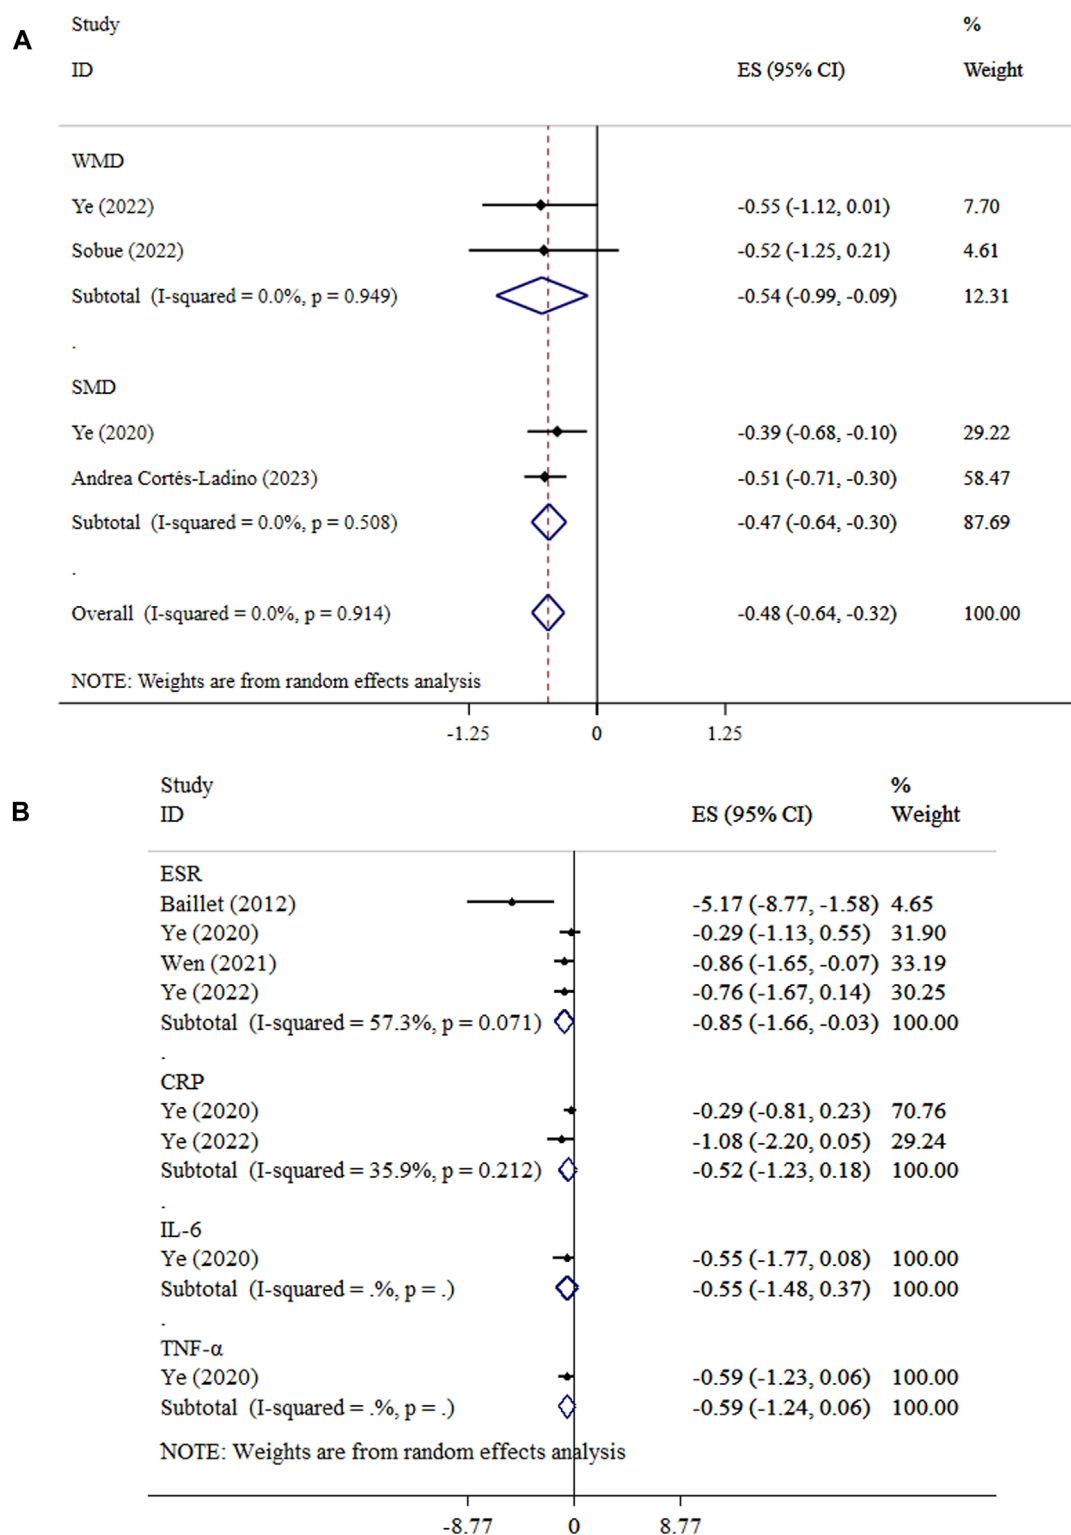 A
Study %
ID ES (95% CI) Weight
WMD
Ye (2022) -0.55 (-1.12, 0.01) 7.70
Sobue (2022) -0.52 (-1.25, 0.21) 4.61
Subtotal (I-squared = 0.0%, p = 0.949) -0.54 (-0.99, -0.09) 12.31
.
SMD
Ye (2020) -0.39 (-0.68, -0.10) 29.22
Andrea Cortés-Ladino (2023) -0.51 (-0.71, -0.30) 58.47
Subtotal (I-squared = 0.0%, p = 0.508) -0.47 (-0.64, -0.30) 87.69
.
Overall (I-squared = 0.0%, p = 0.914) -0.48 (-0.64, -0.32) 100.00
NOTE: Weights are from random effects analysis
-1.25 0 1.25
B
Study %
ID ES (95% CI) Weight
ESR
Baillet (2012) -5.17 (-8.77, -1.58) 4.65
Ye (2020) -0.29 (-1.13, 0.55) 31.90
Wen (2021) -0.86 (-1.65, -0.07) 33.19
Ye (2022) -0.76 (-1.67, 0.14) 30.25
Subtotal (I-squared = 57.3%, p = 0.071) -0.85 (-1.66, -0.03) 100.00
.
CRP
Ye (2020) -0.29 (-0.81, 0.23) 70.76
Ye (2022) -1.08 (-2.20, 0.05) 29.24
Subtotal (I-squared = 35.9%, p = 0.212) -0.52 (-1.23, 0.18) 100.00
.
IL-6
Ye (2020) -0.55 (-1.77, 0.08) 100.00
Subtotal (I-squared = .%, p = .) -0.55 (-1.48, 0.37) 100.00
.
TNF-α
Ye (2020) -0.59 (-1.23, 0.06) 100.00
Subtotal (I-squared = .%, p = .) -0.59 (-1.24, 0.06) 100.00
NOTE: Weights are from random effects analysis
-8.77 0 8.77